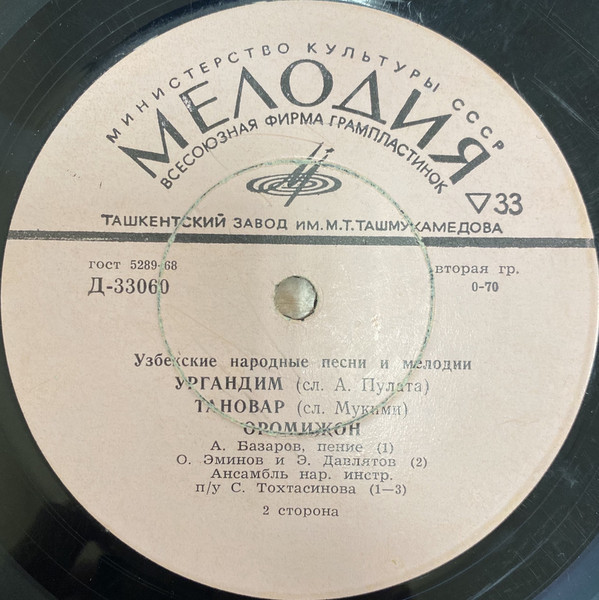 МИНИСТЕРСТВО КУЛЬТУРЫ СССР
МЕЛОДИЯ
ВСЕСОЮЗНАЯ ФИРМА ГРАМПЛАСТИНОК
▽33
ТАШКЕНТСКИЙ ЗАВОД ИМ. М.Т. ТАШМУХАМЕДОВА
гост 5289-68
вторая гр.
Д-33060
0-70
Узбекские народные песни и мелодии
УРГАНДИМ (сл. А. Пулата)
ТАНОВАР (сл. Мукими)
ОРОМИЖОН
А. Базаров, пение (1)
О. Эминов и Э. Давлятов (2)
Ансамбль нар. инстр.
п/у С. Тохтасинова (1—3)
2 сторона